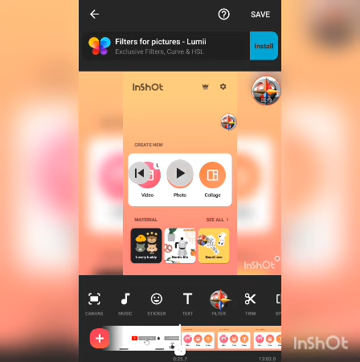 SAVE
Filters for pictures - Lumii
Exclusive Filters, Curve & HSL
Install
InShOt
CREATE NEW
Video
Photo
Collage
MATERIAL
SEE ALL >
InShOt
CANVAS
MUSIC
STICKER
TEXT
FILTER
TRIM
InShOt